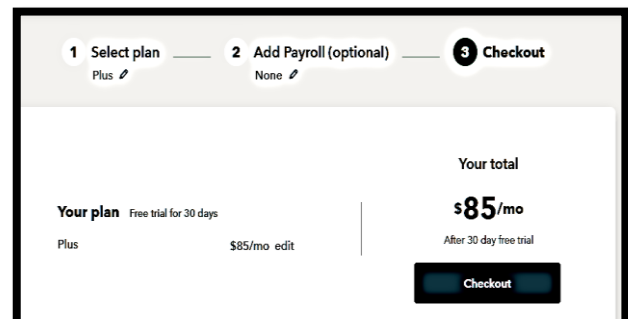 1 Select plan
Plus
2 Add Payroll (optional)
None
3 Checkout
Your plan Free trial for 30 days
Plus $85/mo edit
Your total
$85/mo
After 30 day free trial
Checkout